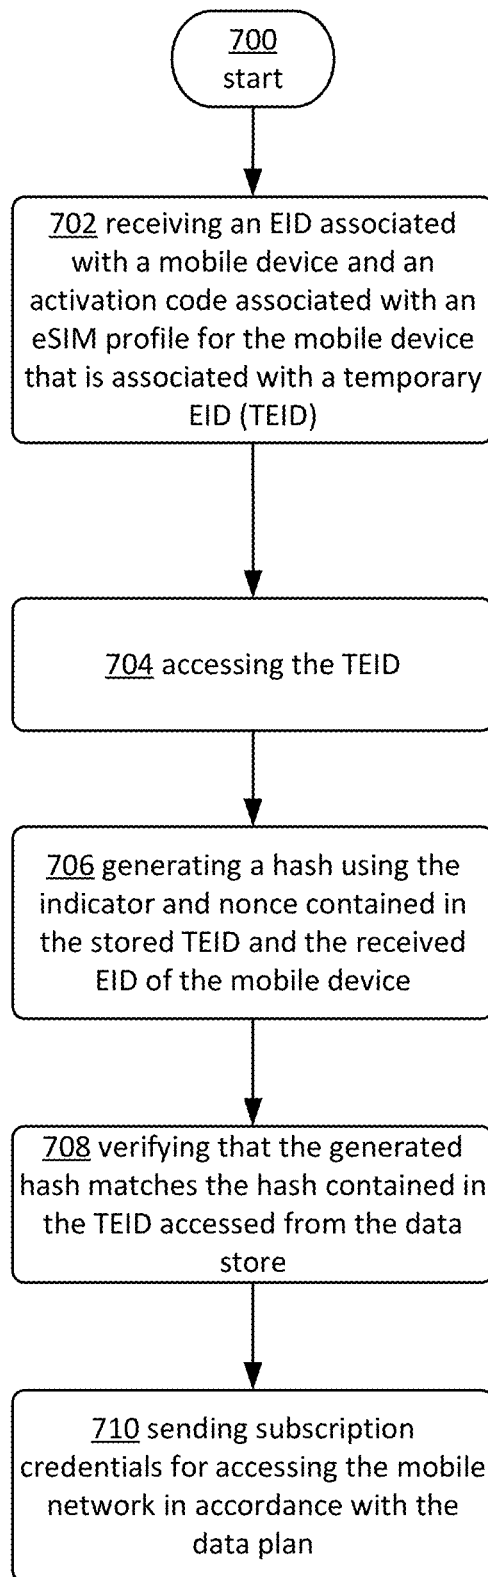 700
start
702 receiving an EID associated
with a mobile device and an
activation code associated with an
eSIM profile for the mobile device
that is associated with a temporary
EID (TEID)
704 accessing the TEID
706 generating a hash using the
indicator and nonce contained in
the stored TEID and the received
EID of the mobile device
708 verifying that the generated
hash matches the hash contained in
the TEID accessed from the data
store
710 sending subscription
credentials for accessing the mobile
network in accordance with the
data plan